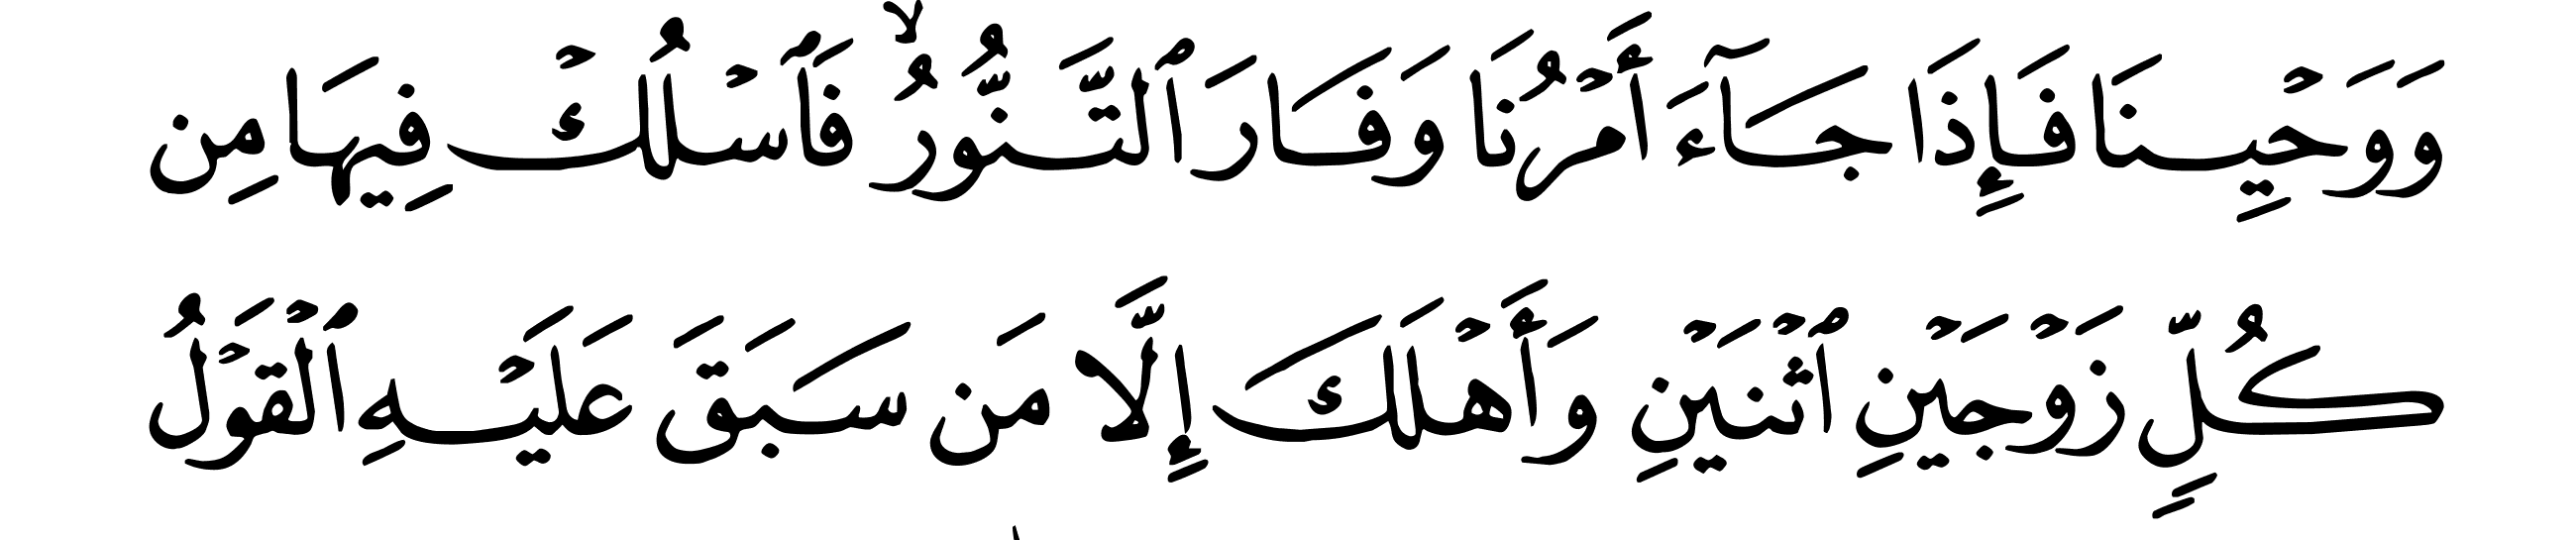 وَوَحْيِنَا فَإِذَا جَآءَ أَمْرُنَا وَفَارَ ٱلتَّنُّورُ ۙ فَٱسْلُكْ فِيهَا مِن
كُلٍّ زَوْجَيْنِ ٱثْنَيْنِ وَأَهْلَكَ إِلَّا مَن سَبَقَ عَلَيْهِ ٱلْقَوْلُ